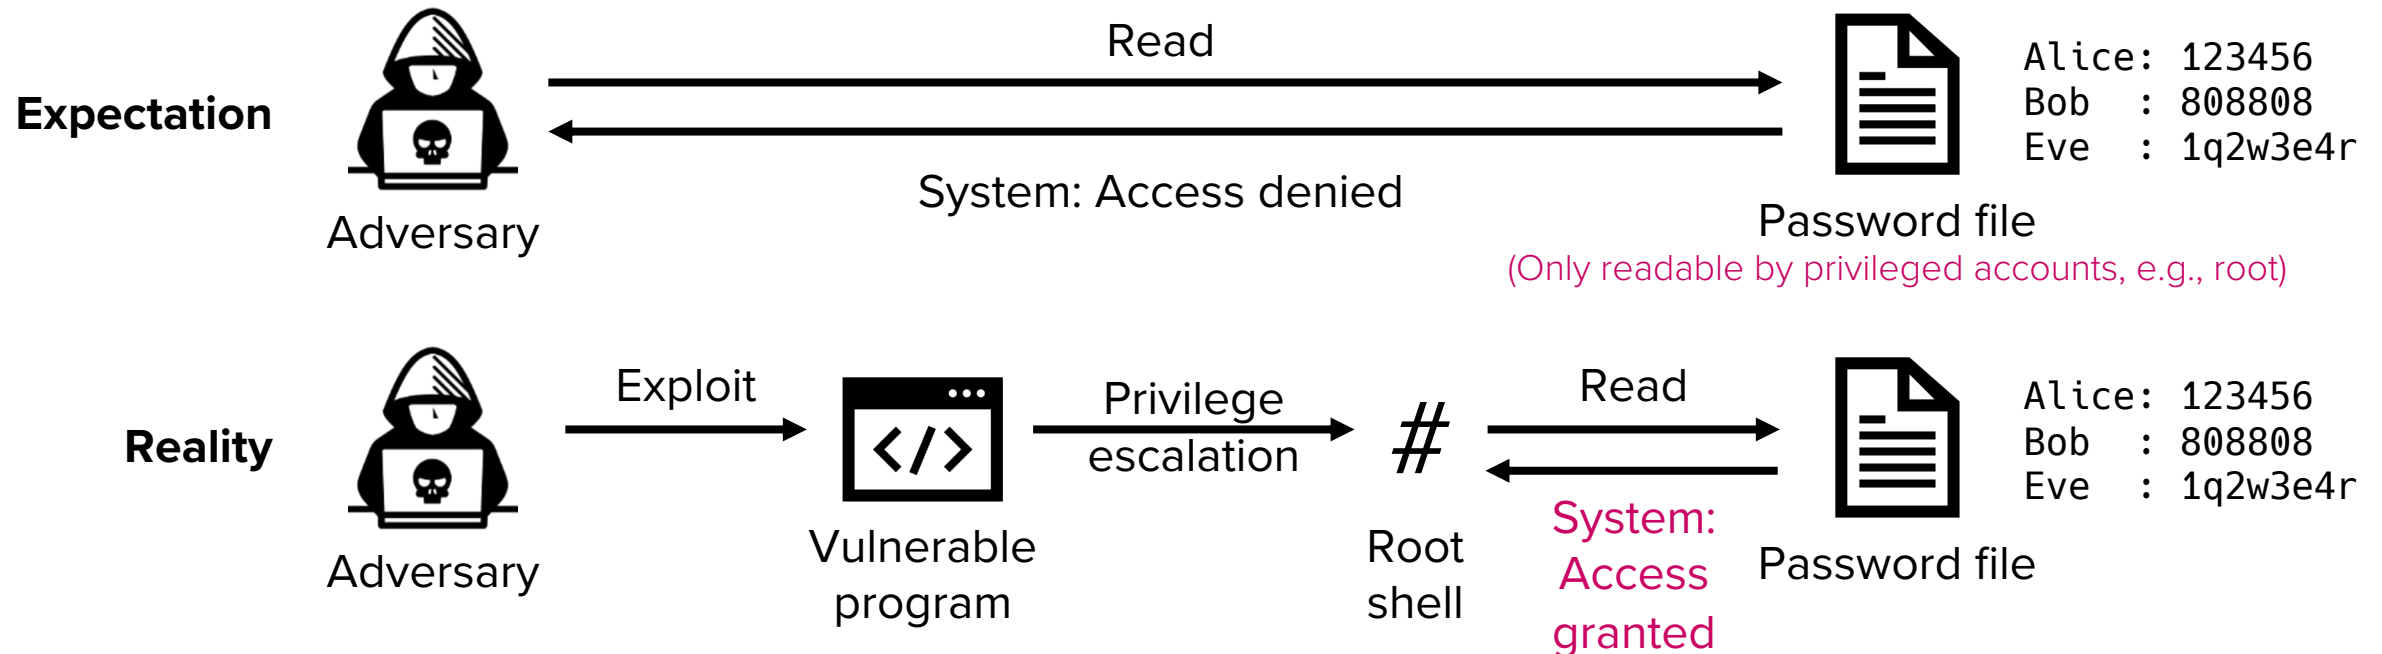 Expectation
Adversary
Read
System: Access denied
Alice: 123456
Bob  : 808808
Eve  : 1q2w3e4r
Password file
(Only readable by privileged accounts, e.g., root)
Reality
Adversary
Exploit
</>
Vulnerable
program
Privilege
escalation
#
Root
shell
Read
System:
Access
granted
Alice: 123456
Bob  : 808808
Eve  : 1q2w3e4r
Password file